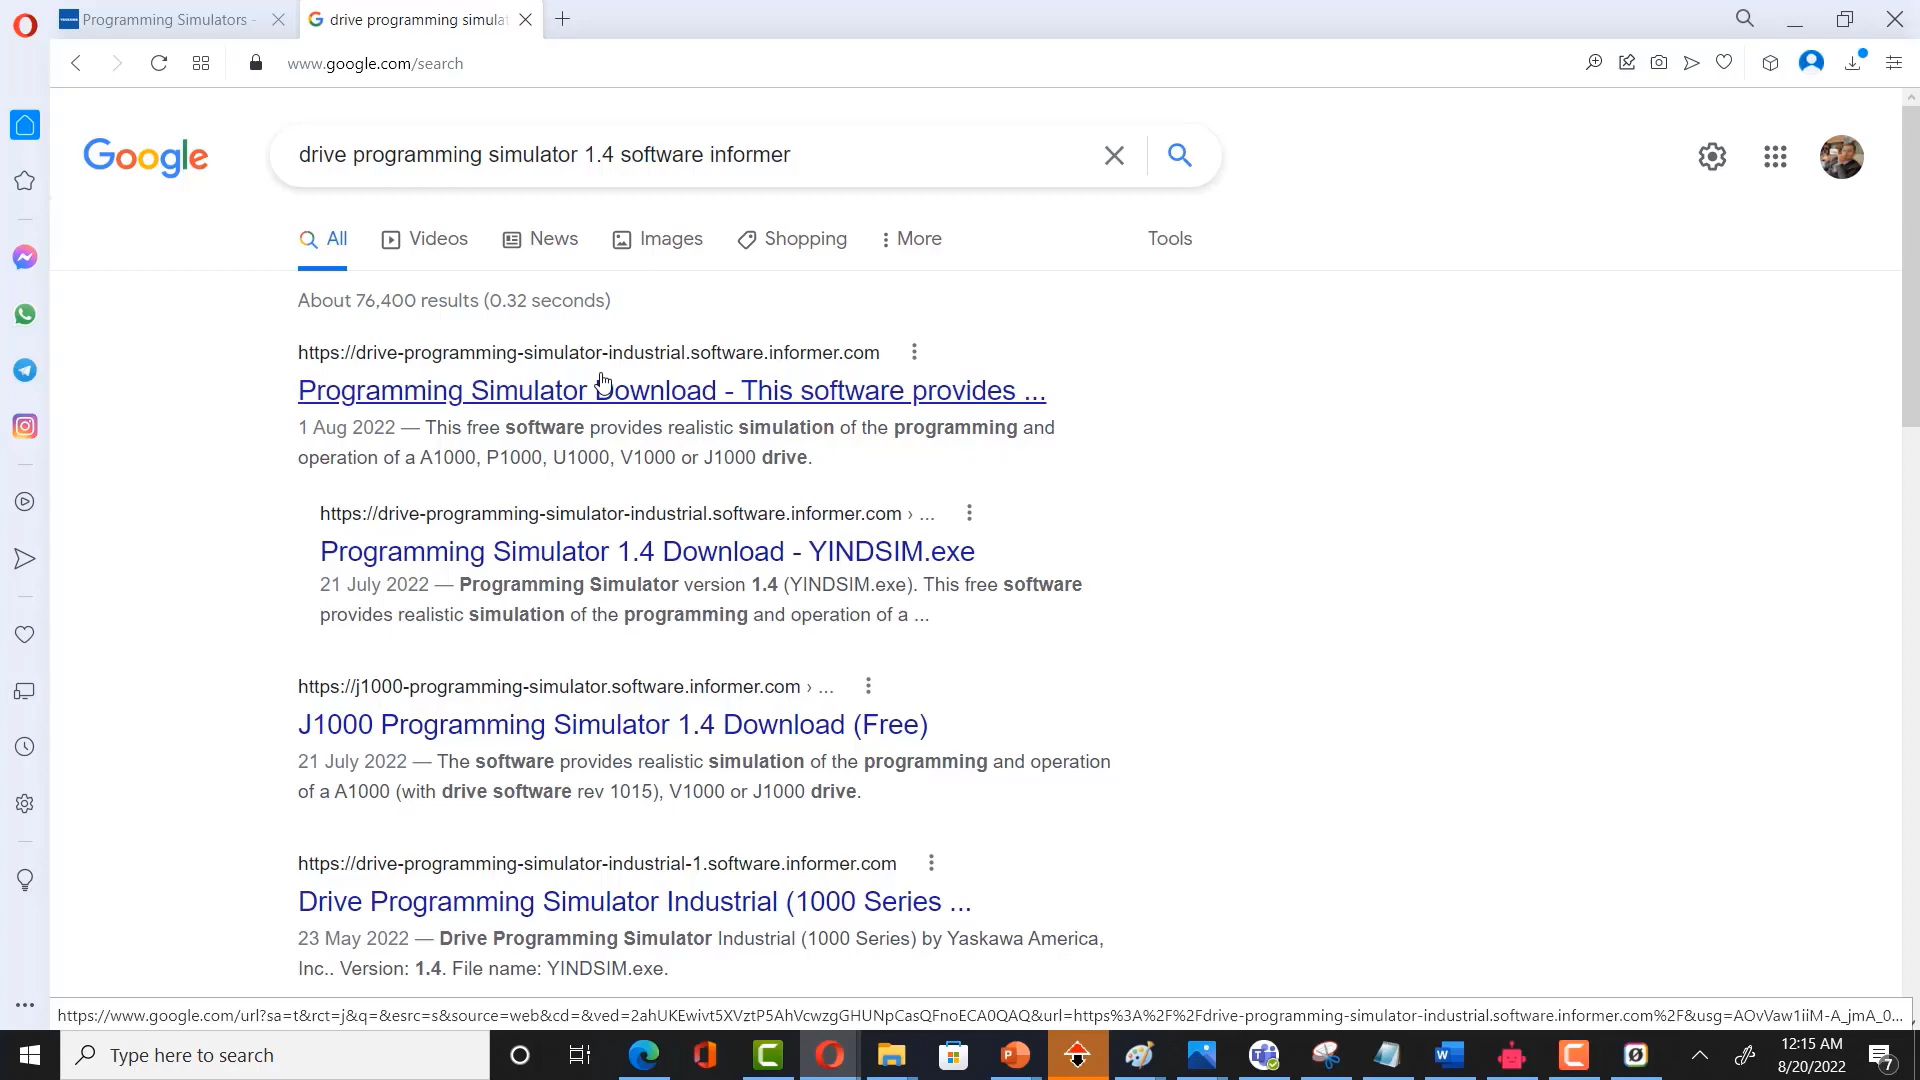 Programming Simulators -
drive programming simulat
www.google.com/search
Google
drive programming simulator 1.4 software informer
All
Videos
News
Images
Shopping
More
Tools
About 76,400 results (0.32 seconds)
https://drive-programming-simulator-industrial.software.informer.com
Programming Simulator Download - This software provides ...
1 Aug 2022 — This free software provides realistic simulation of the programming and
operation of a A1000, P1000, U1000, V1000 or J1000 drive.
https://drive-programming-simulator-industrial.software.informer.com › ...
Programming Simulator 1.4 Download - YINDSIM.exe
21 July 2022 — Programming Simulator version 1.4 (YINDSIM.exe). This free software
provides realistic simulation of the programming and operation of a ...
https://j1000-programming-simulator.software.informer.com › ...
J1000 Programming Simulator 1.4 Download (Free)
21 July 2022 — The software provides realistic simulation of the programming and operation
of a A1000 (with drive software rev 1015), V1000 or J1000 drive.
https://drive-programming-simulator-industrial-1.software.informer.com
Drive Programming Simulator Industrial (1000 Series ...
23 May 2022 — Drive Programming Simulator Industrial (1000 Series) by Yaskawa America,
Inc.. Version: 1.4. File name: YINDSIM.exe.
https://www.google.com/url?sa=t&rct=j&q=&esrc=s&source=web&cd=&ved=2ahUKEwivt5XVztP5AhVcwzgGHUNpCasQFnoECA0QAQ&url=https%3A%2F%2Fdrive-programming-simulator-industrial.software.informer.com%2F&usg=AOvVaw1iiM-A_jmA_0...
Type here to search
12:15 AM
8/20/2022
7